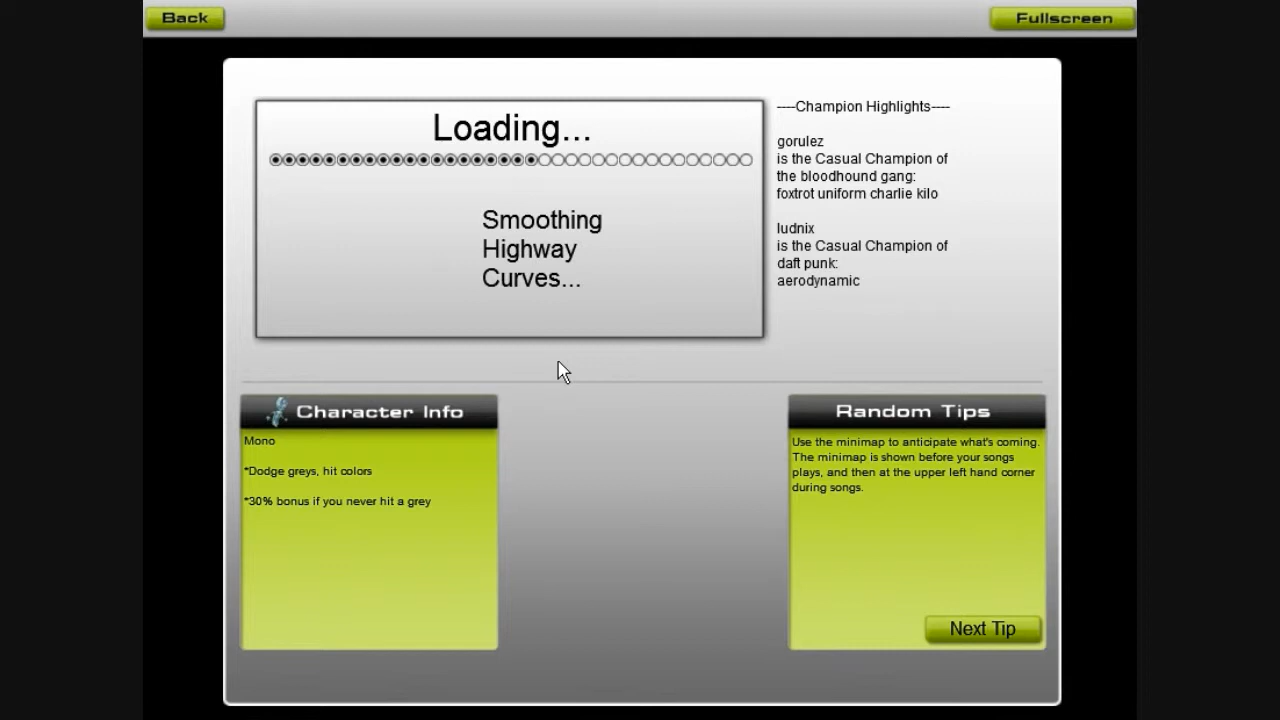 Back
Fullscreen
Loading...
Smoothing
Highway
Curves...
----Champion Highlights----
gorulez
is the Casual Champion of
the bloodhound gang:
foxtrot uniform charlie kilo
ludnix
is the Casual Champion of
daft punk:
aerodynamic
Character Info
Mono
*Dodge greys, hit colors
*30% bonus if you never hit a grey
Random Tips
Use the minimap to anticipate what's coming.
The minimap is shown before your songs
plays, and then at the upper left hand corner
during songs.
Next Tip